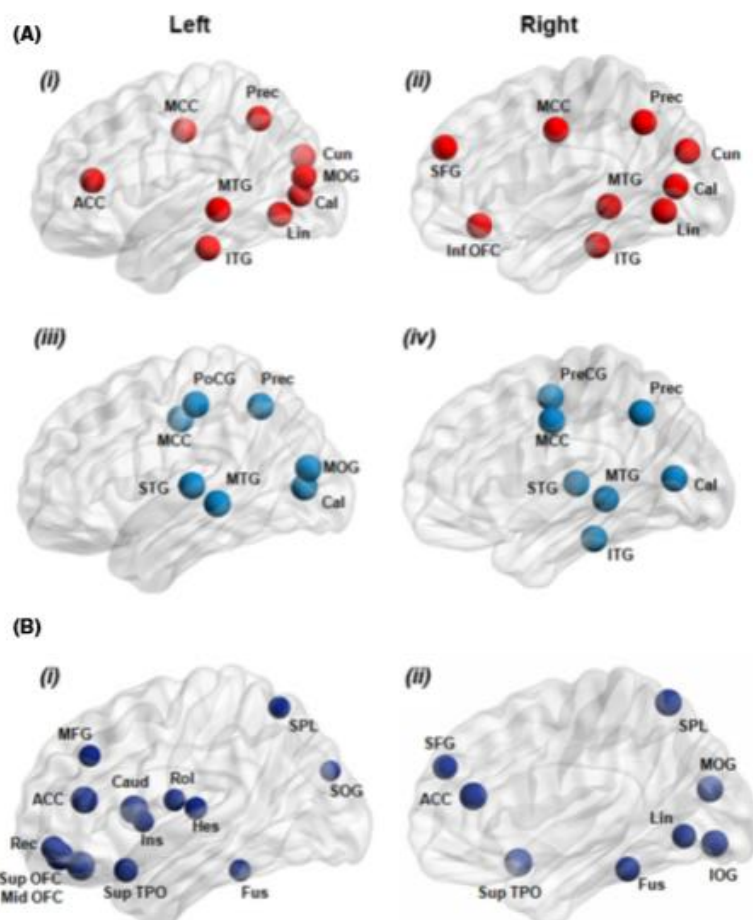 (A)
Left
Right
(i)
MCC
Prec
Cun
MOG
Cal
ACC
MTG
Lin
ITG
(ii)
MCC
Prec
SFG
Cun
MTG
Cal
Lin
Inf OFC
ITG
(iii)
PoCG
Prec
MCC
MOG
STG
MTG
Cal
(iv)
PreCG
Prec
MCC
STG
MTG
Cal
ITG
(B)
(i)
SPL
MFG
SOG
Caud
Rol
ACC
Ins
Hes
Rec
Sup OFC
Mid OFC
Sup TPO
Fus
(ii)
SPL
SFG
MOG
ACC
Lin
Sup TPO
Fus
IOG